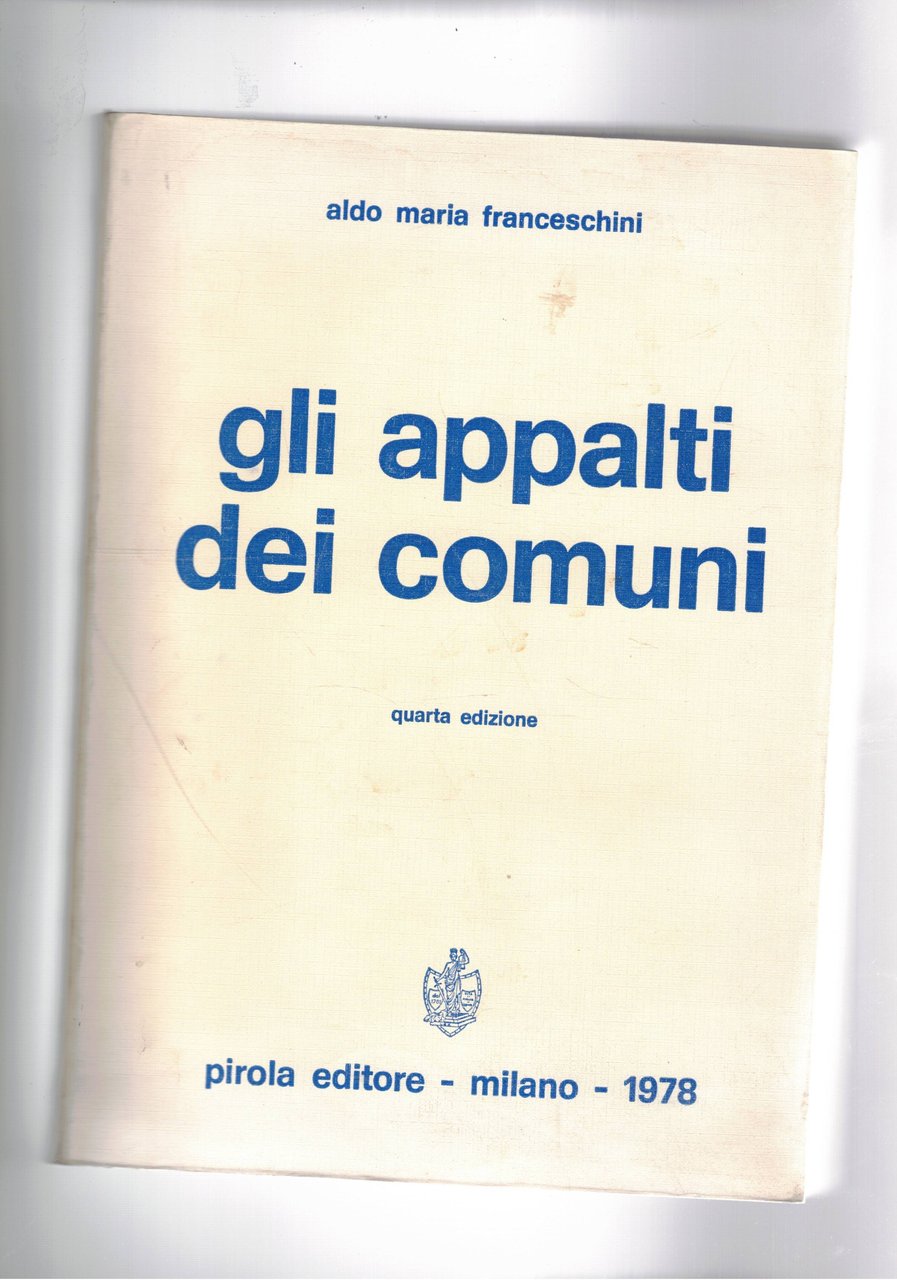 aldo maria franceschini
gli appalti
dei comuni
quarta edizione
pirola editore - milano - 1978